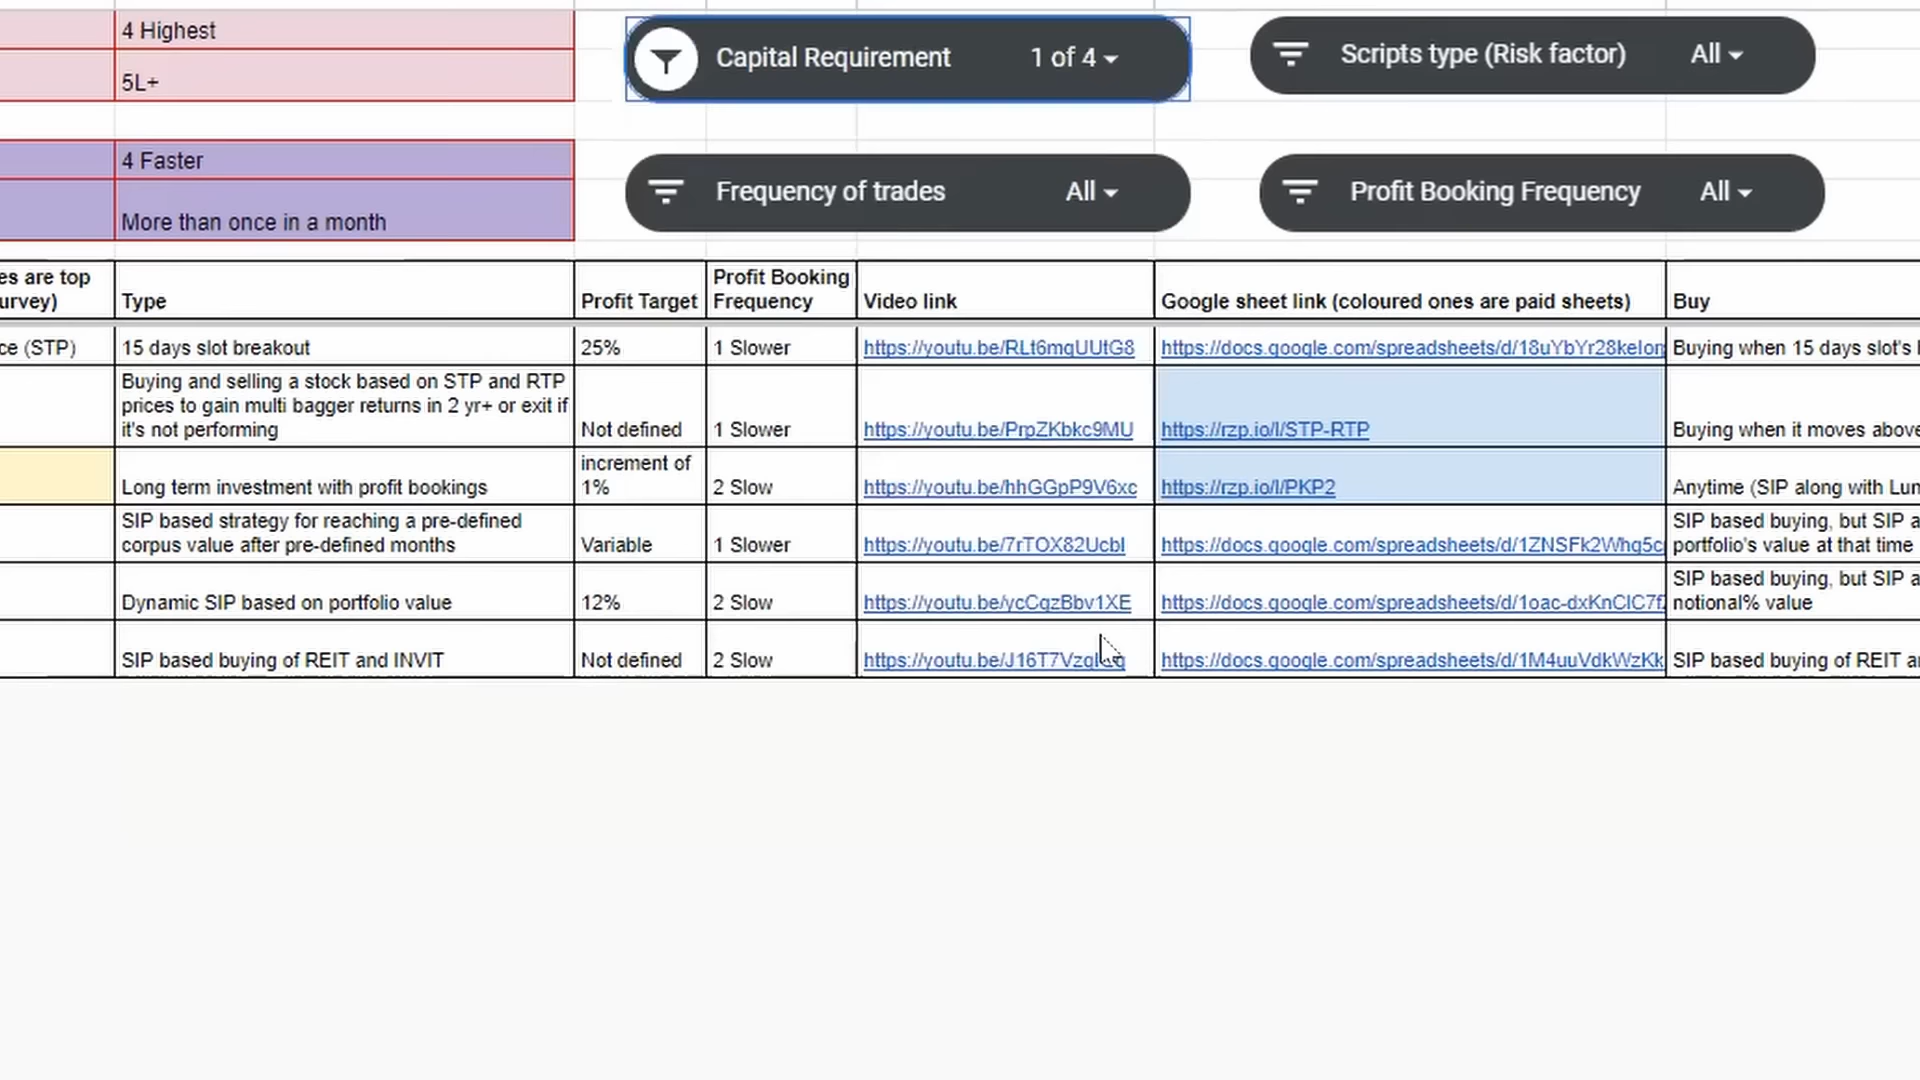 4 Highest
Capital Requirement 1 of 4
Scripts type (Risk factor) All
5L+
4 Faster
Frequency of trades All
Profit Booking Frequency All
More than once in a month
es are top
urvey)
Type
Profit Target
Profit Booking
Frequency
Video link
Google sheet link (coloured ones are paid sheets)
Buy
ce (STP)
15 days slot breakout
25%
1 Slower
https://youtu.be/RLt6mqUUtG8
https://docs.google.com/spreadsheets/d/18uYbYr28kelor
Buying when 15 days slot's
Buying and selling a stock based on STP and RTP
prices to gain multi bagger returns in 2 yr+ or exit if
it's not performing
Not defined
1 Slower
https://youtu.be/PrpZKbkc9MU
https://rzp.io/l/STP-RTP
Buying when it moves above
Long term investment with profit bookings
increment of
1%
2 Slow
https://youtu.be/hhGGpP9V6xc
https://rzp.io/l/PKP2
Anytime (SIP along with Lun
SIP based strategy for reaching a pre-defined
corpus value after pre-defined months
Variable
1 Slower
https://youtu.be/7rTOX82UcbI
https://docs.google.com/spreadsheets/d/1ZNSFk2Whg5c
SIP based buying, but SIP a
portfolio's value at that time
Dynamic SIP based on portfolio value
12%
2 Slow
https://youtu.be/ycCgzBbv1XE
https://docs.google.com/spreadsheets/d/1oac-dxKnClC7f
SIP based buying, but SIP a
notional% value
SIP based buying of REIT and INVIT
Not defined
2 Slow
https://docs.google.com/spreadsheets/d/1M4uuVdkWzKk
SIP based buying of REIT a